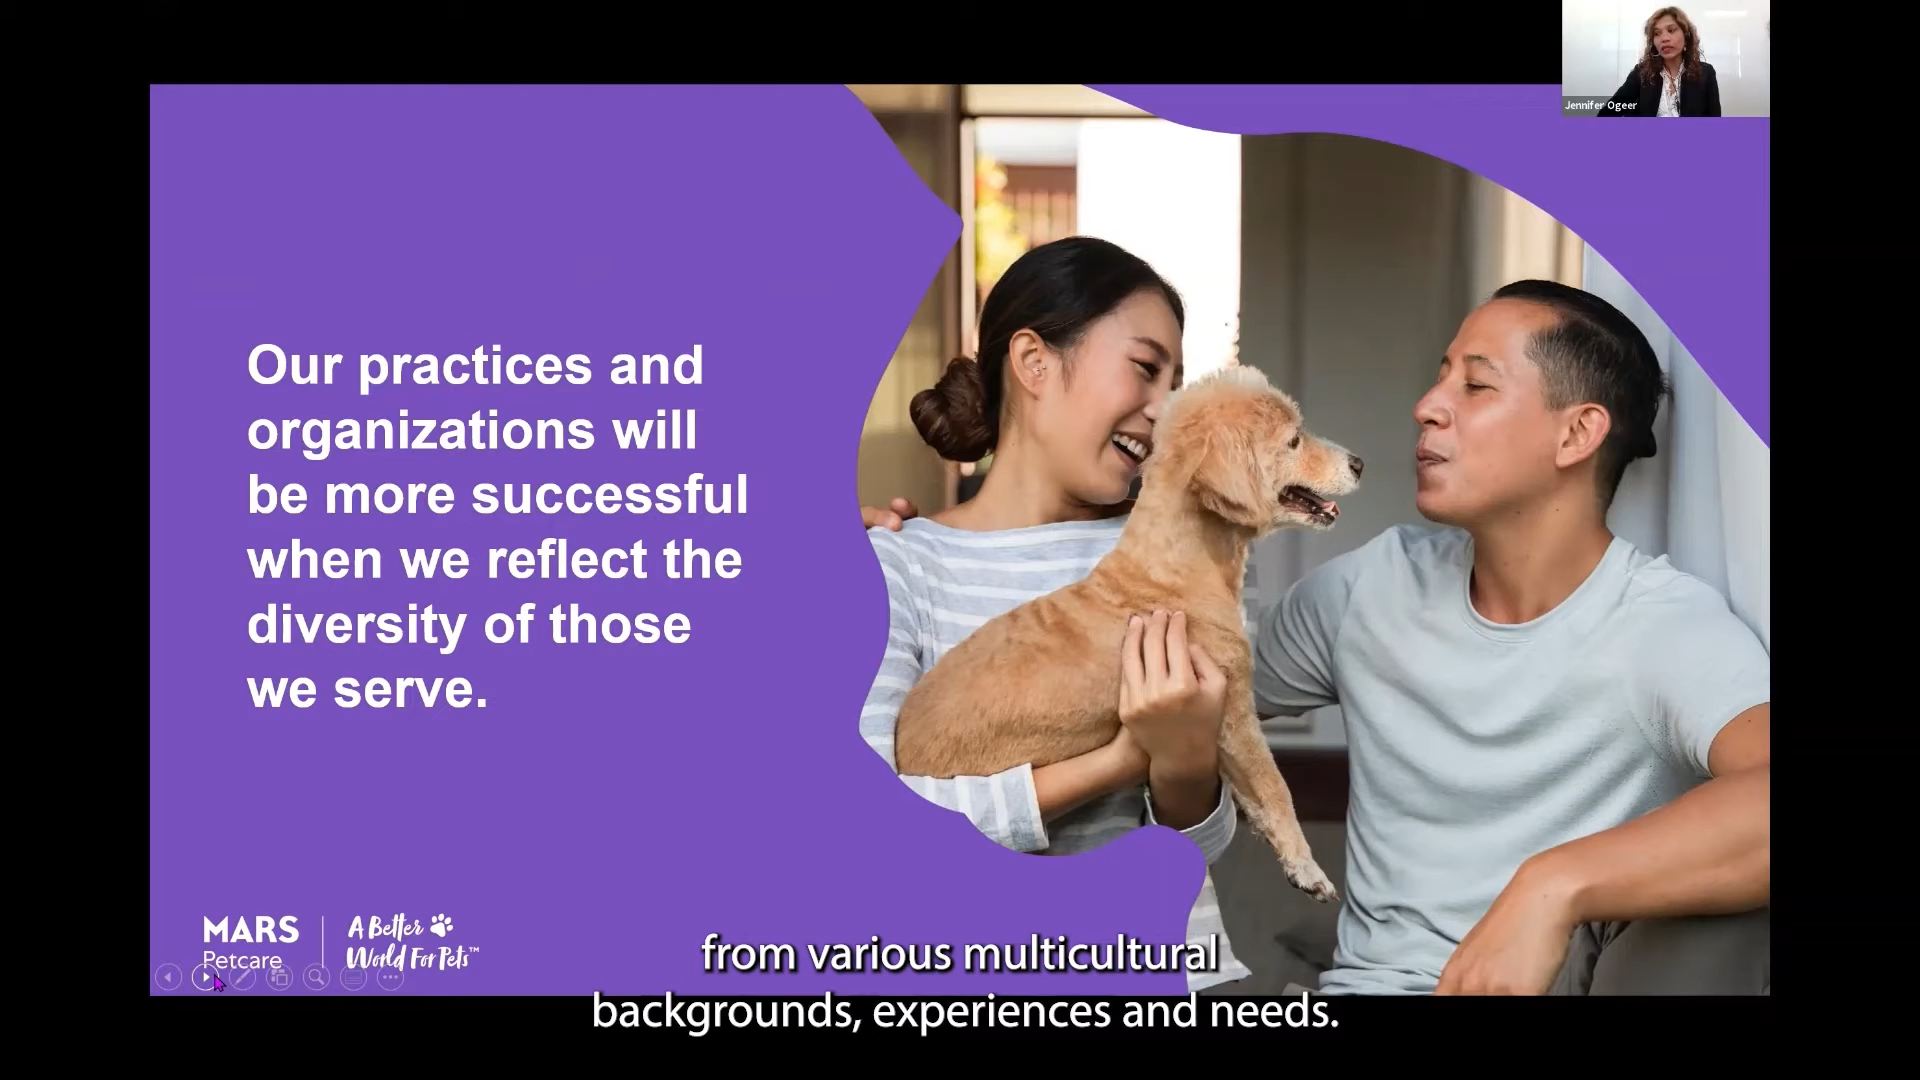 Jennifer Ogeer
Our practices and
organizations will
be more successful
when we reflect the
diversity of those
we serve.
MARS
Petcare
A Better
World For Pets™
from various multicultural
backgrounds, experiences and needs.